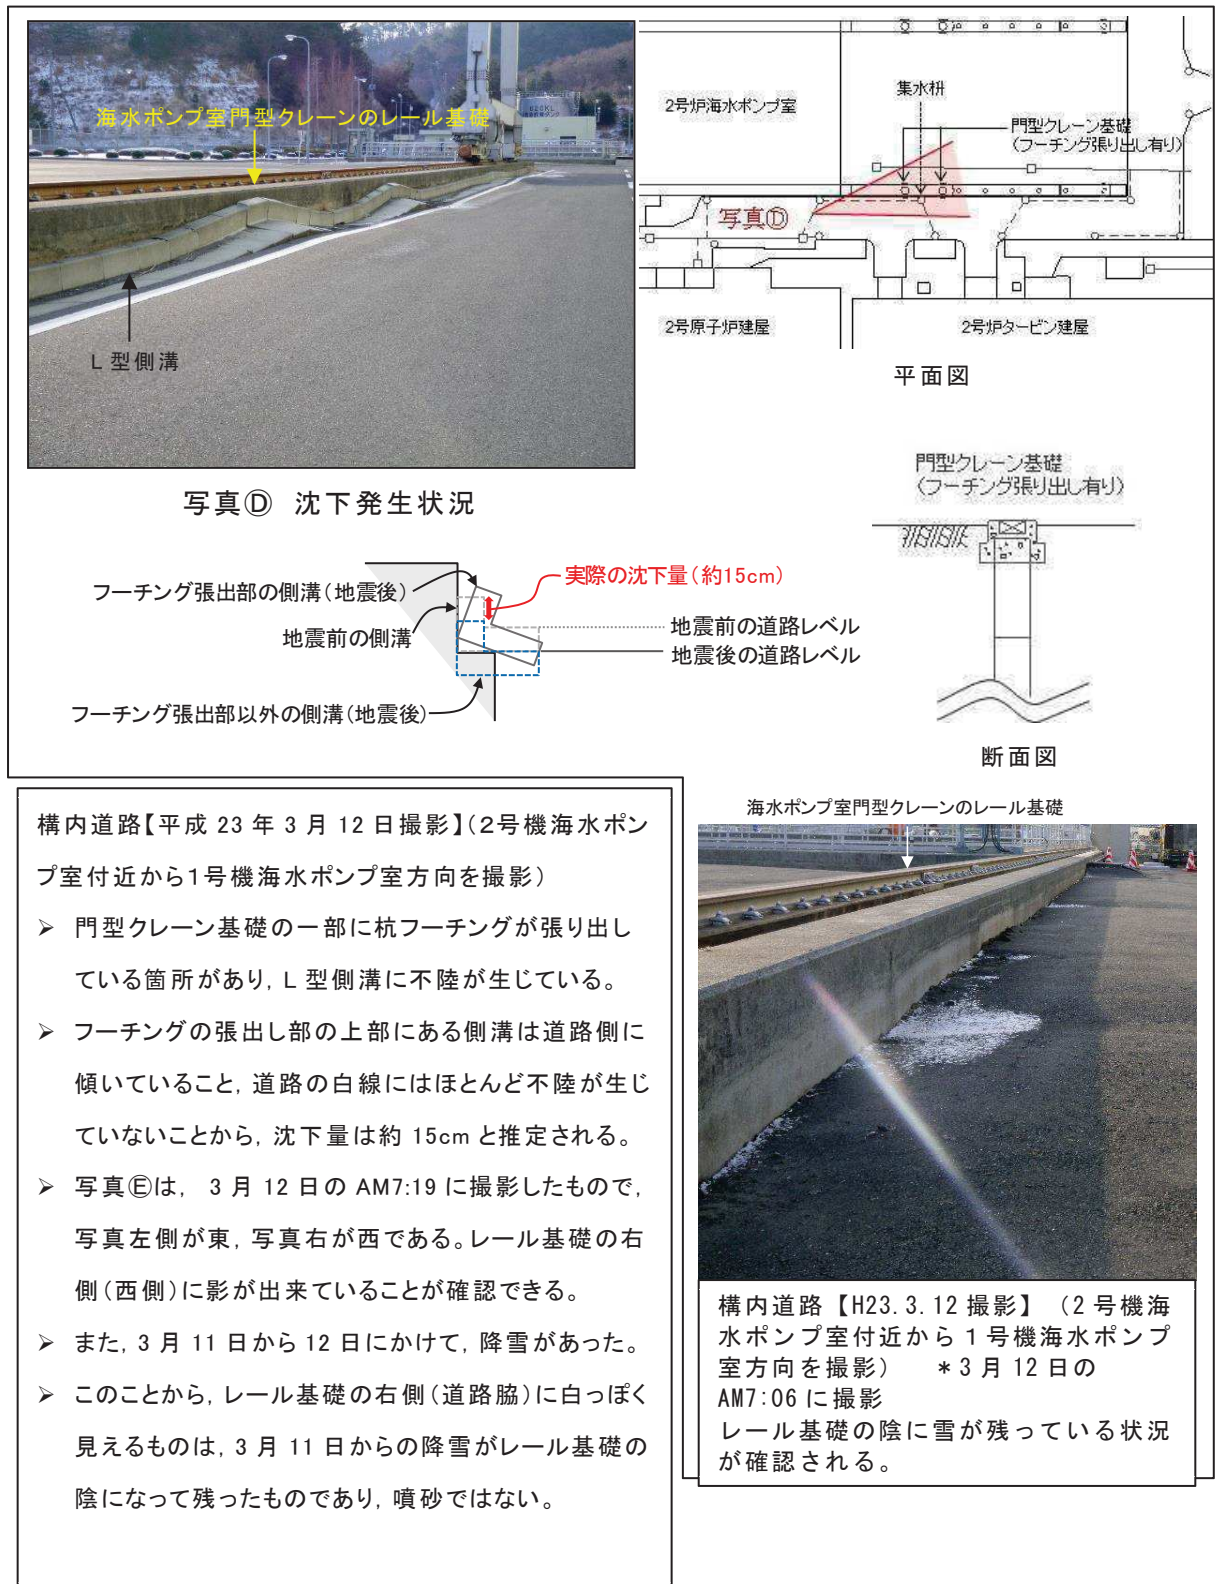 海水ポンプ室門型クレーンのレール基礎
L型側溝
写真Ⓓ 沈下発生状況
2号炉海水ポンプ室
集水枡
門型クレーン基礎
(フーチング張り出し有り)
写真Ⓓ
2号原子炉建屋
2号炉タービン建屋
平面図
フーチング張出部の側溝(地震後)
地震前の側溝
フーチング張出部以外の側溝(地震後)
実際の沈下量(約15cm)
地震前の道路レベル
地震後の道路レベル
門型クレーン基礎
(フーチング張り出し有り)
断面図
構内道路【平成 23 年 3 月 12 日撮影】(2号機海水ポン
プ室付近から1号機海水ポンプ室方向を撮影)
➢ 門型クレーン基礎の一部に杭フーチングが張り出し
ている箇所があり, L 型側溝に不陸が生じている。
➢ フーチングの張出し部の上部にある側溝は道路側に
傾いていること, 道路の白線にはほとんど不陸が生じ
ていないことから, 沈下量は約 15cm と推定される。
➢ 写真Ⓔは, 3 月 12 日の AM7:19 に撮影したもので,
写真左側が東, 写真右が西である。レール基礎の右
側(西側)に影が出来ていることが確認できる。
➢ また, 3 月 11 日から 12 日にかけて, 降雪があった。
➢ このことから, レール基礎の右側(道路脇)に白っぽく
見えるものは, 3 月 11 日からの降雪がレール基礎の
陰になって残ったものであり, 噴砂ではない。
海水ポンプ室門型クレーンのレール基礎
構内道路【H23.3.12 撮影】 (2 号機海
水ポンプ室付近から 1 号機海水ポンプ
室方向を撮影) *3 月 12 日の
AM7:06 に撮影
レール基礎の陰に雪が残っている状況
が確認される。